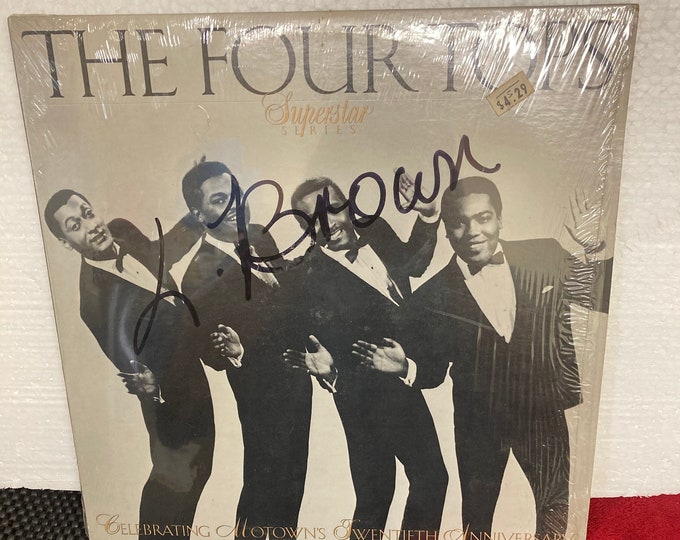 THE FOUR TOPS
$4.29
Superstar
SERIES
L. Brown
CELEBRATING MOTOWN'S TWENTIETH ANNIVERSARY